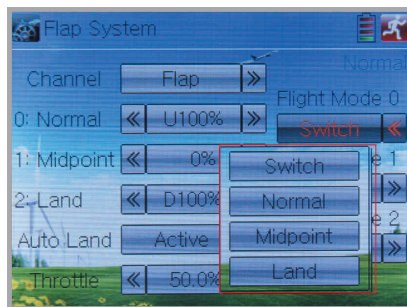 Flap System
Normal
Channel Flap
Flight Mode 0
0: Normal U100% Switch
1: Midpoint 0% e 1
Switch
2: Land D100% Normal
e 2
Auto Land Active Midpoint
Throttle 50.0% Land